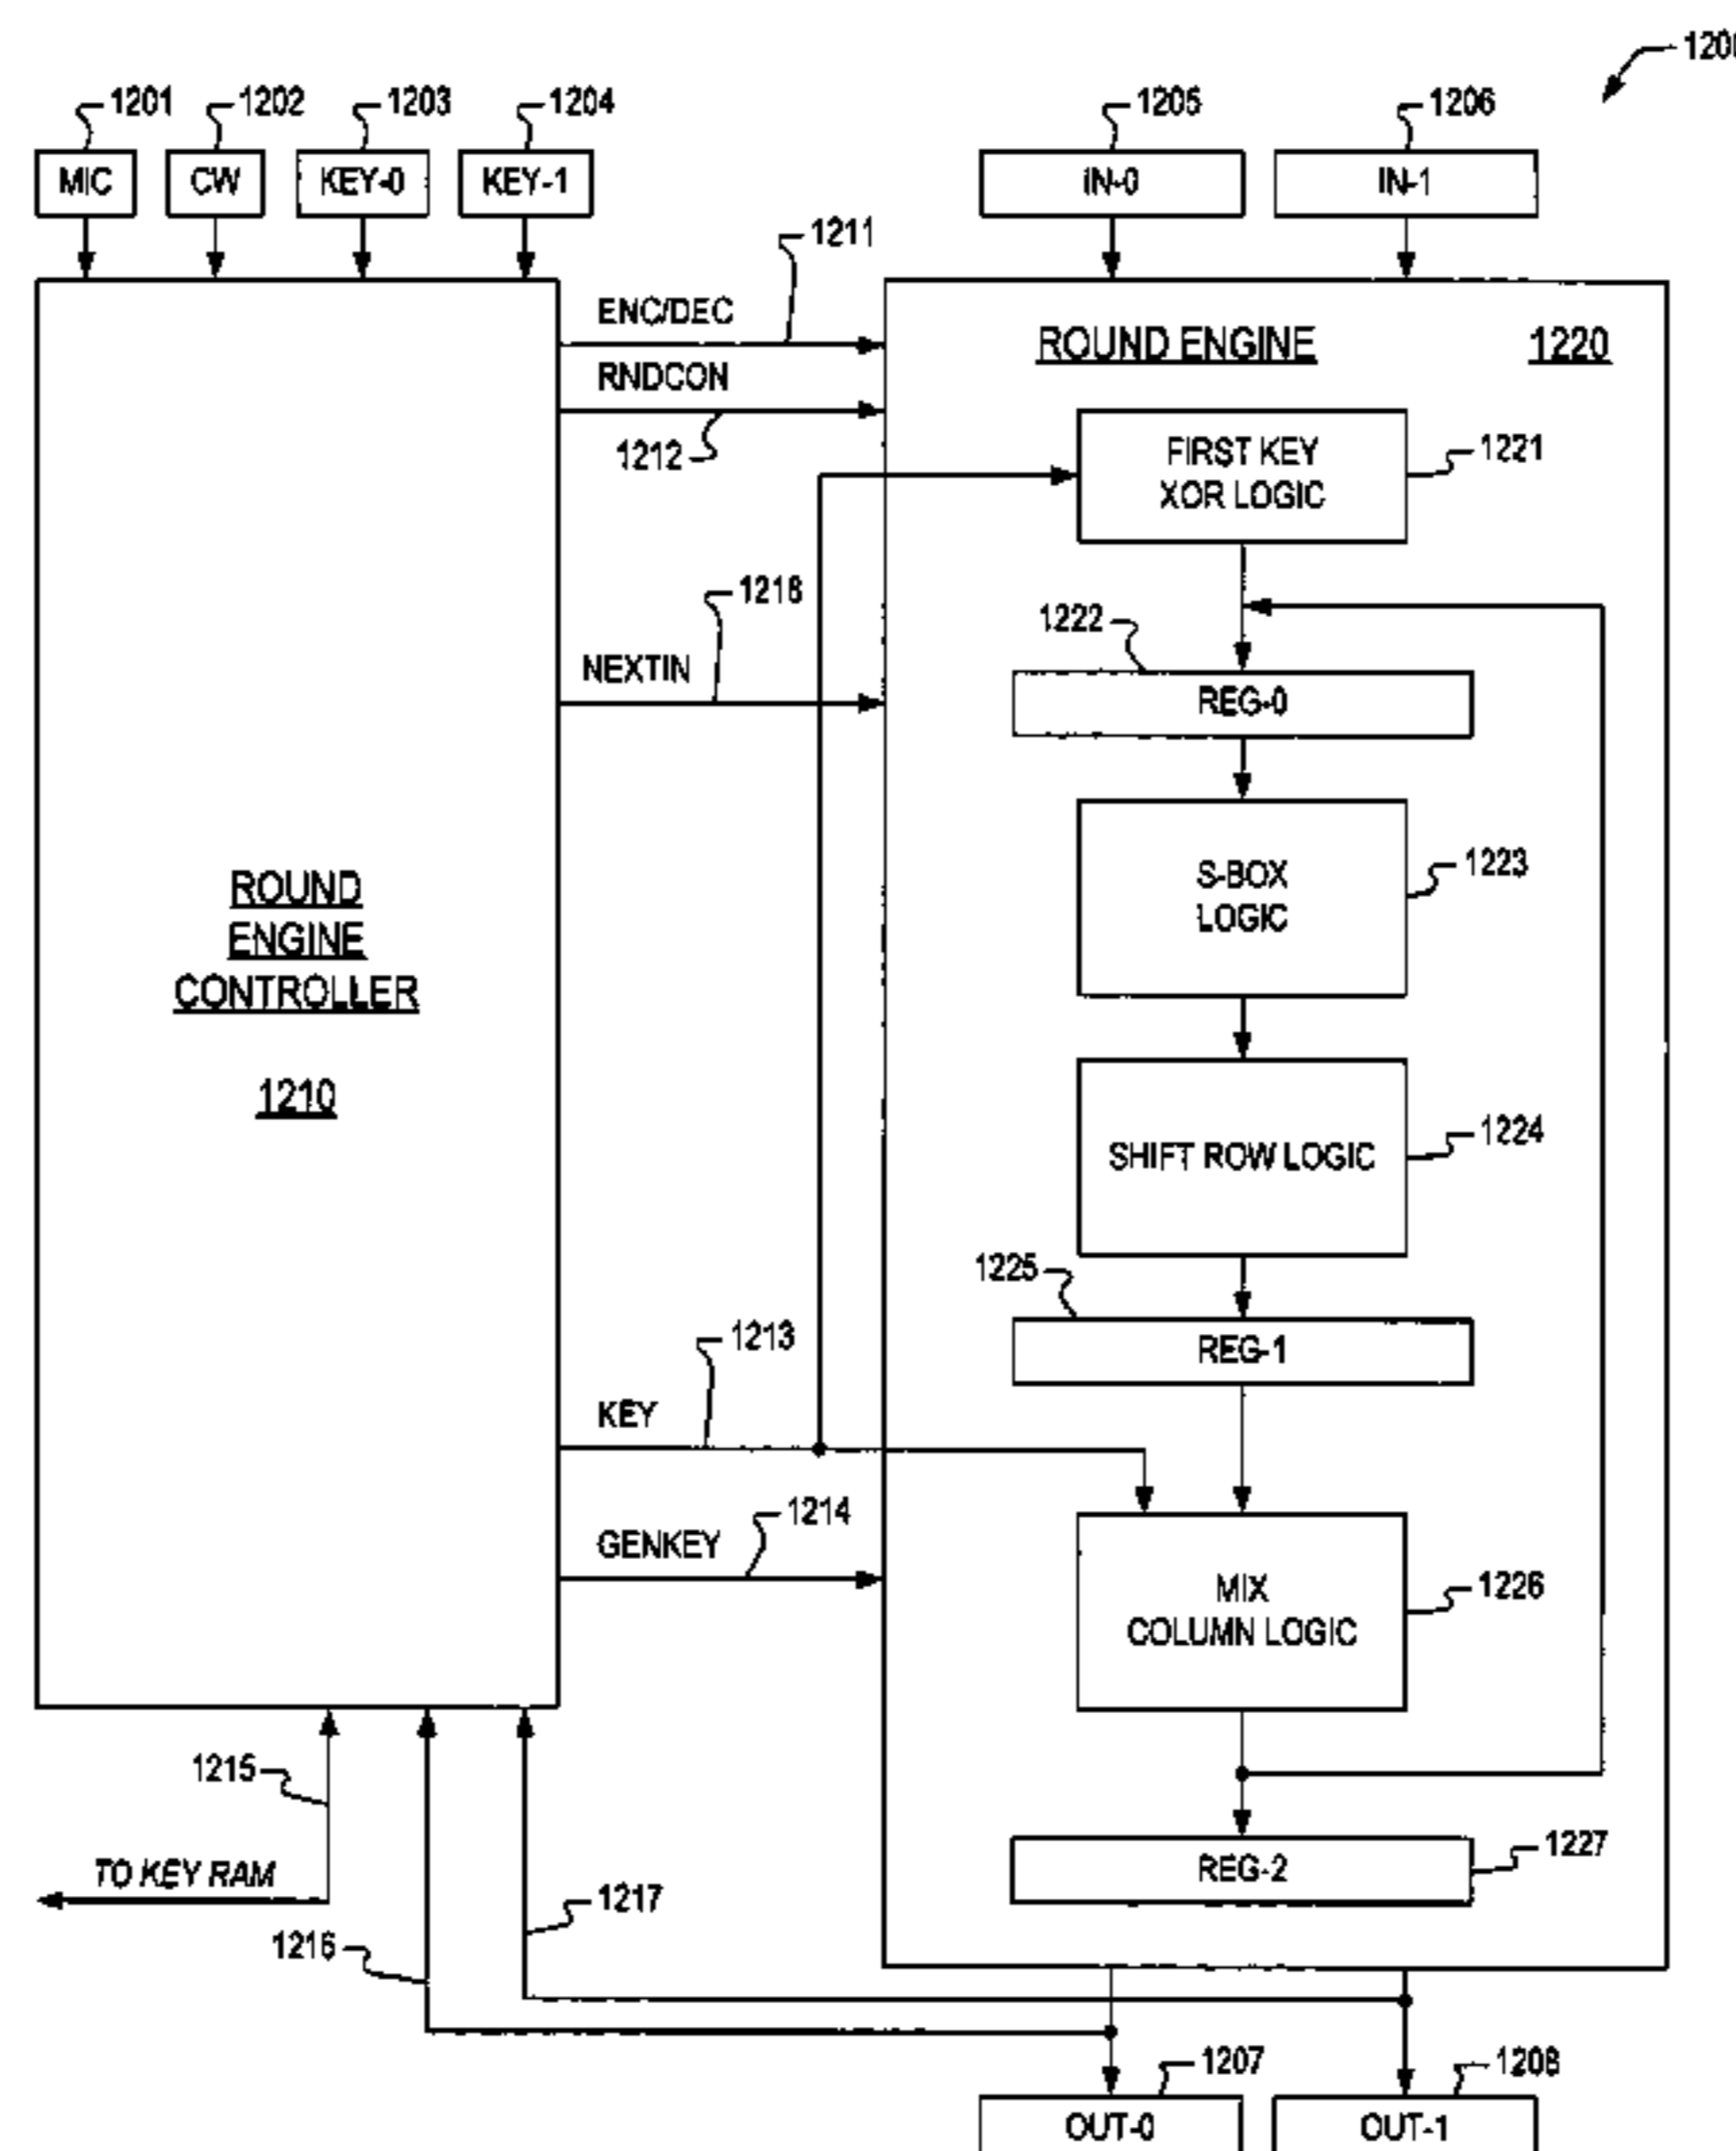 120
1201
1202
1203
1204
1205
1206
MIC
CW
KEY-0
KEY-1
IN-0
IN-1
1211
ENC/DEC
ROUND ENGINE
1220
RNDCON
1212
FIRST KEY
XOR LOGIC
1221
1218
1222
NEXTIN
REG-0
ROUND
ENGINE
CONTROLLER
1210
S-BOX
LOGIC
1223
SHIFT ROW LOGIC
1224
1225
REG-1
1213
KEY
1214
GENKEY
MIX
COLUMN LOGIC
1226
1215
TO KEY RAM
1216
1217
REG-2
1227
1207
1208
OUT-0
OUT-1